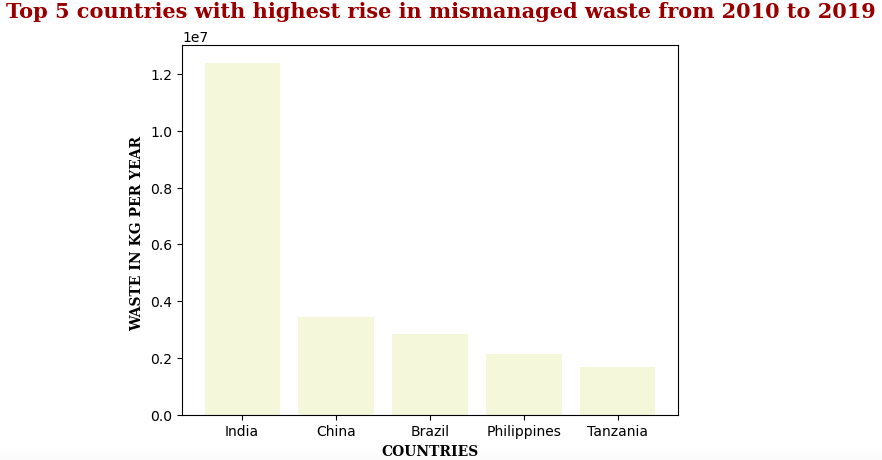 Top 5 countries with highest rise in mismanaged waste from 2010 to 2019
1e7
1.2
1.0
0.8
0.6
0.4
0.2
0.0
WASTE IN KG PER YEAR
India China Brazil Philippines Tanzania
COUNTRIES